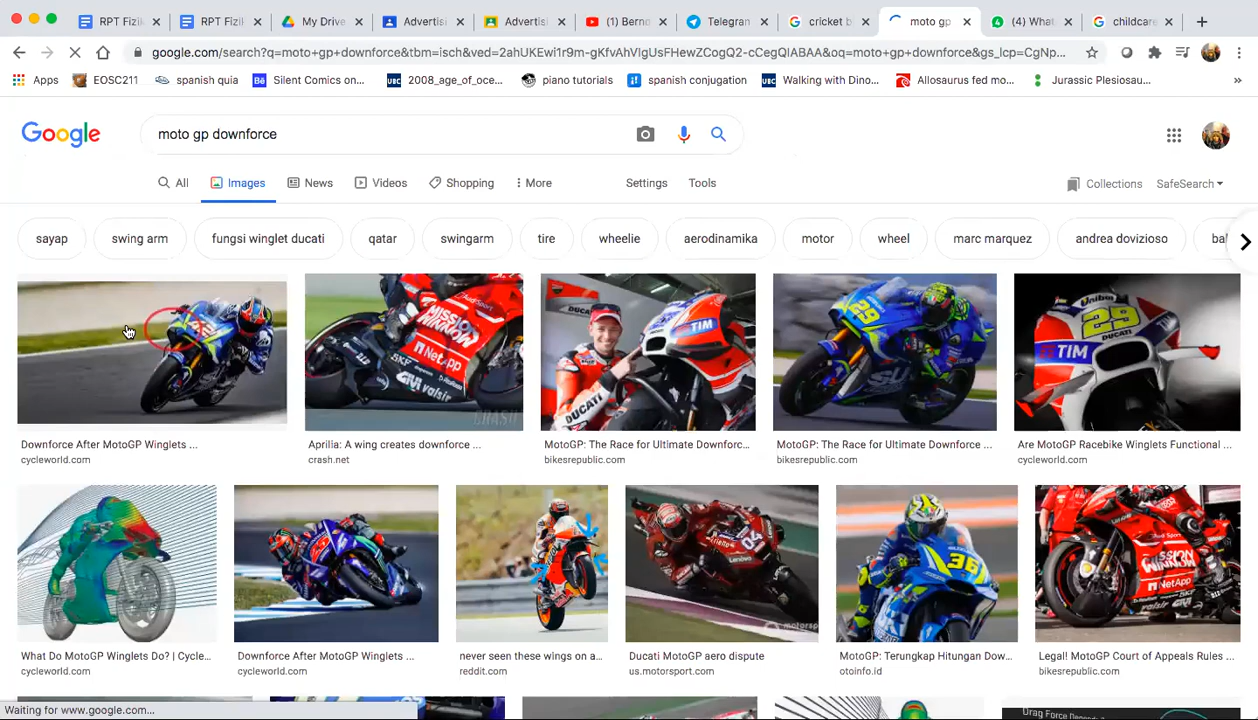 RPT Fizik
RPT Fizik
My Drive
Advertisi
Advertisi
(1) Bernd
Telegram
cricket b
moto gp
(4) What
childcare
google.com/search?q=moto+gp+downforce&tbm=isch&ved=2ahUKEwi1r9m-gKfvAhVlgUsFHewZCogQ2-cCegQIABAA&oq=moto+gp+downforce&gs_lcp=CgNp...
Apps
EOSC211
spanish quia
Silent Comics on...
2008_age_of_oce...
piano tutorials
spanish conjugation
Walking with Dino...
Allosaurus fed mo...
Jurassic Plesiosau...
»
Google
moto gp downforce
All
Images
News
Videos
Shopping
More
Settings
Tools
Collections
SafeSearch
sayap
swing arm
fungsi winglet ducati
qatar
swingarm
tire
wheelie
aerodinamika
motor
wheel
marc marquez
andrea dovizioso
bal
Downforce After MotoGP Winglets ...
cycleworld.com
Aprilia: A wing creates downforce ...
crash.net
MotoGP: The Race for Ultimate Downforc...
bikesrepublic.com
MotoGP: The Race for Ultimate Downforce ...
bikesrepublic.com
Are MotoGP Racebike Winglets Functional ...
cycleworld.com
What Do MotoGP Winglets Do? | Cycle...
cycleworld.com
Downforce After MotoGP Winglets ...
cycleworld.com
never seen these wings on a...
reddit.com
Ducati MotoGP aero dispute
us.motorsport.com
MotoGP: Terungkap Hitungan Dow...
otoinfo.id
Legal! MotoGP Court of Appeals Rules ...
bikesrepublic.com
Waiting for www.google.com...